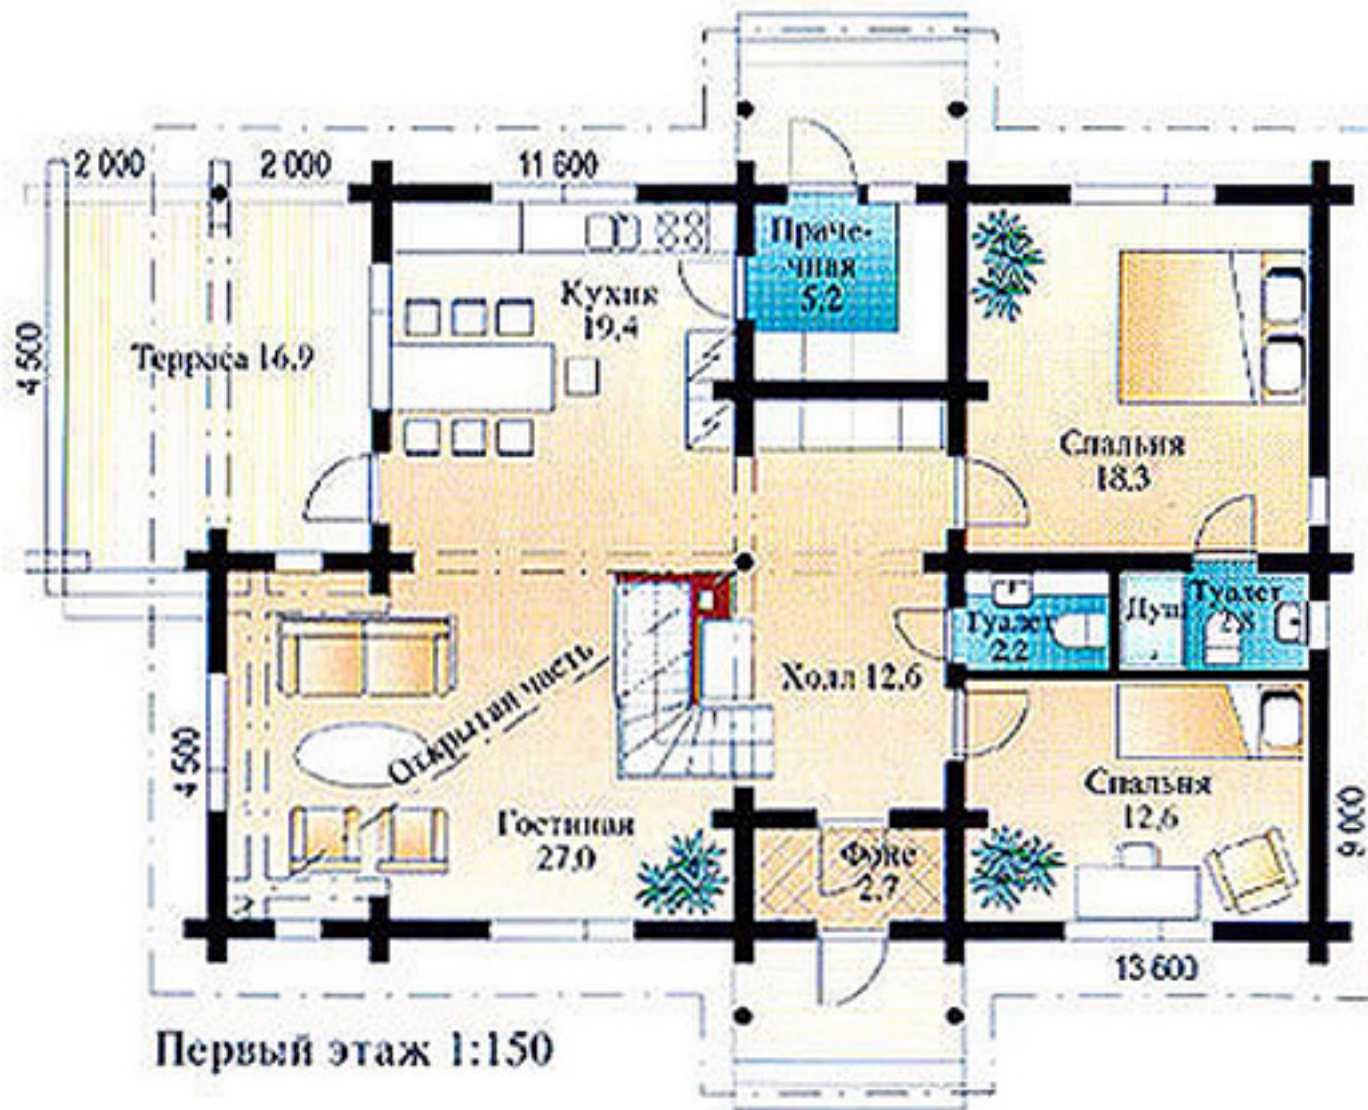 2 000
2 000
11 600
4 500
Терраса 16,9
Кухня
19,4
Праче-
чная
5,2
Спальня
18,3
Туалет
2,2
Душ
Туалет
2,8
Холл 12,6
Открытая часть
4 500
Гостиная
27,0
Фойе
2,7
Спальня
12,6
9 000
13 600
Первый этаж 1:150